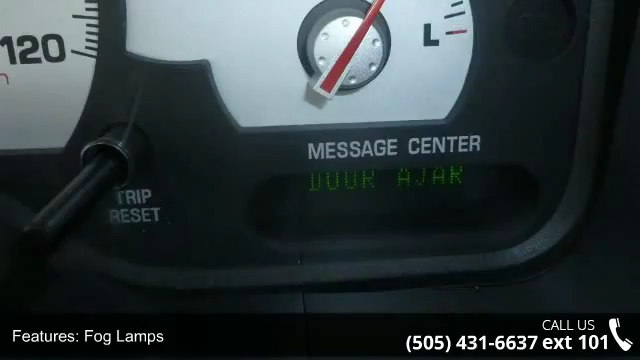 120
L
MESSAGE CENTER
DOOR AJAR
TRIP
RESET
Features: Fog Lamps
CALL US
(505) 431-6637 ext 101